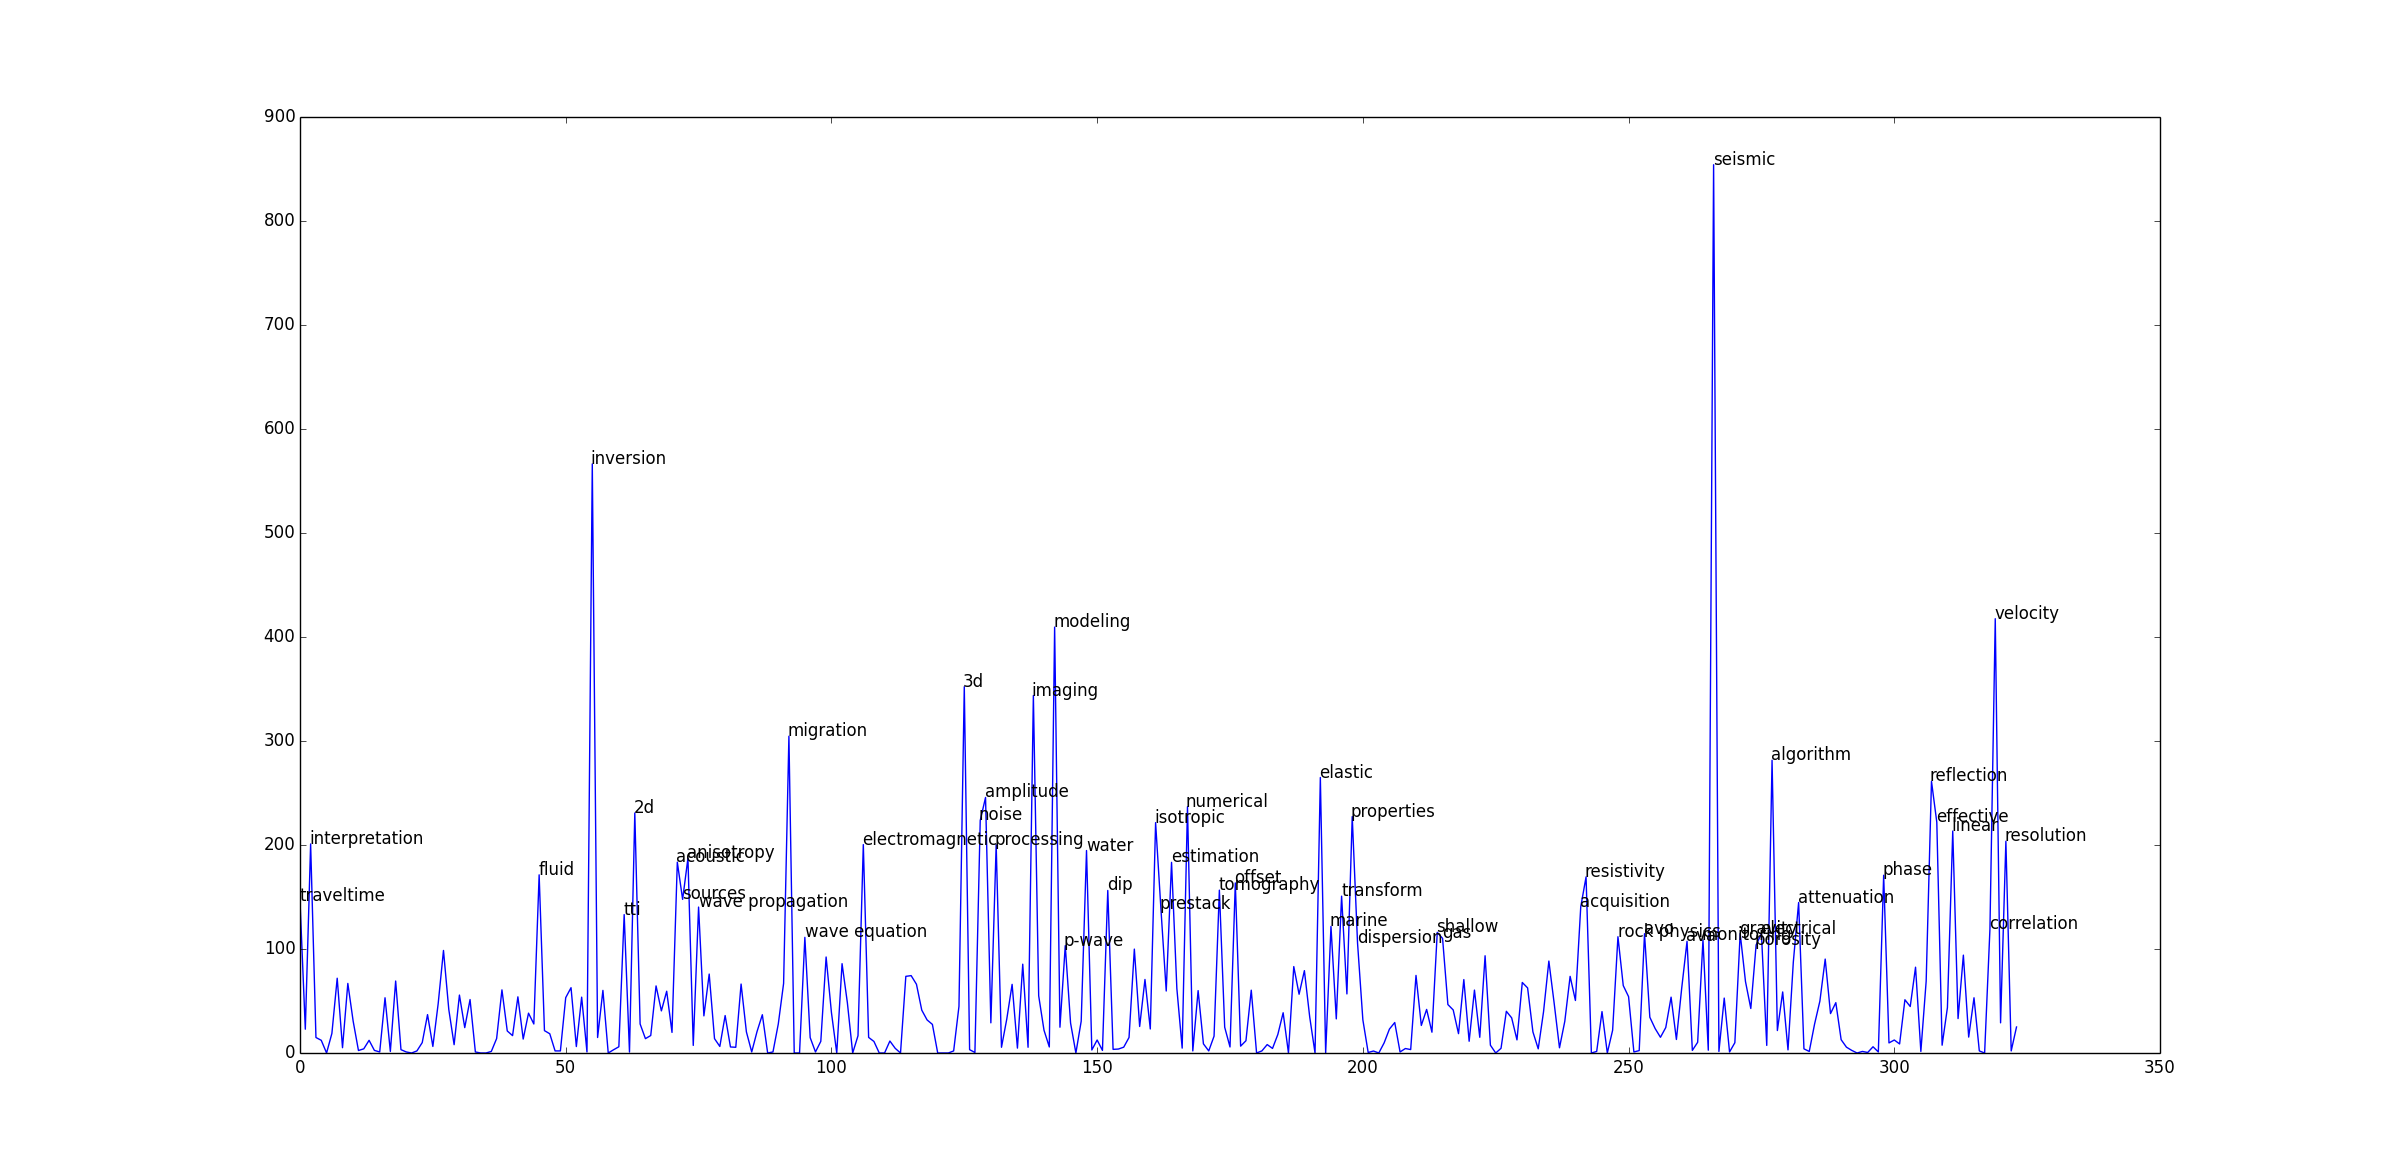 900
800
700
600
500
400
300
200
100
0
0
50
100
150
200
250
300
350
seismic
inversion
velocity
modeling
3d
imaging
migration
algorithm
elastic
reflection
amplitude
numerical
2d
noise
properties
isotropic
effective
linear
interpretation
electromagnetic
processing
resolution
water
anisotropy
acoustic
estimation
fluid
phase
resistivity
offset
tomography
dip
traveltime
sources
transform
attenuation
wave propagation
prestack
acquisition
tti
marine
correlation
shallow
wave equation
gas
dispersion
p-wave
rock physics
avo
monitoring
gravity
electrical
porosity